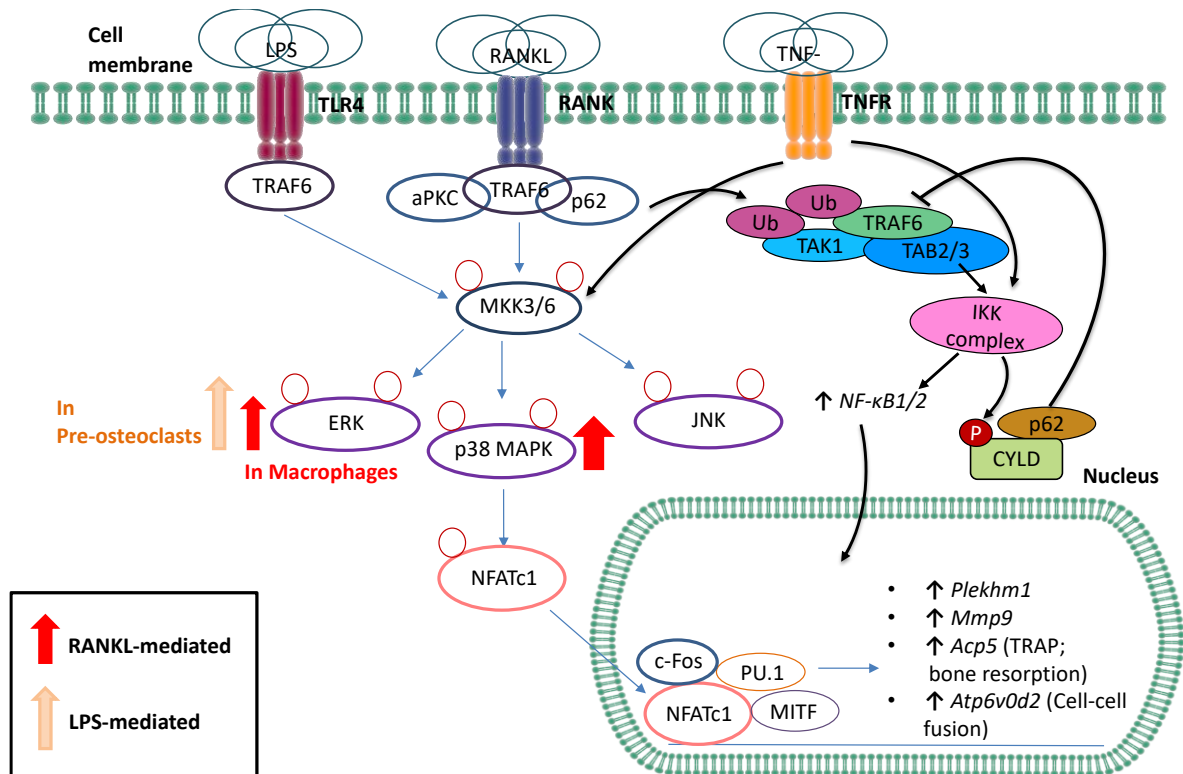 Cell
membrane
LPS
RANKL
TNF-
TLR4
RANK
TNFR
TRAF6
aPKC
TRAF6
p62
Ub
Ub
TRAF6
TAK1
TAB2/3
MKK3/6
IKK
complex
In
Pre-osteoclasts
ERK
In Macrophages
p38 MAPK
JNK
↑ NF-κB1/2
P
p62
CYLD
Nucleus
NFATc1
• ↑ Plekhm1
• ↑ Mmp9
• ↑ Acp5 (TRAP;
bone resorption)
• ↑ Atp6v0d2 (Cell-cell
fusion)
c-Fos
PU.1
NFATc1
MITF
RANKL-mediated
LPS-mediated